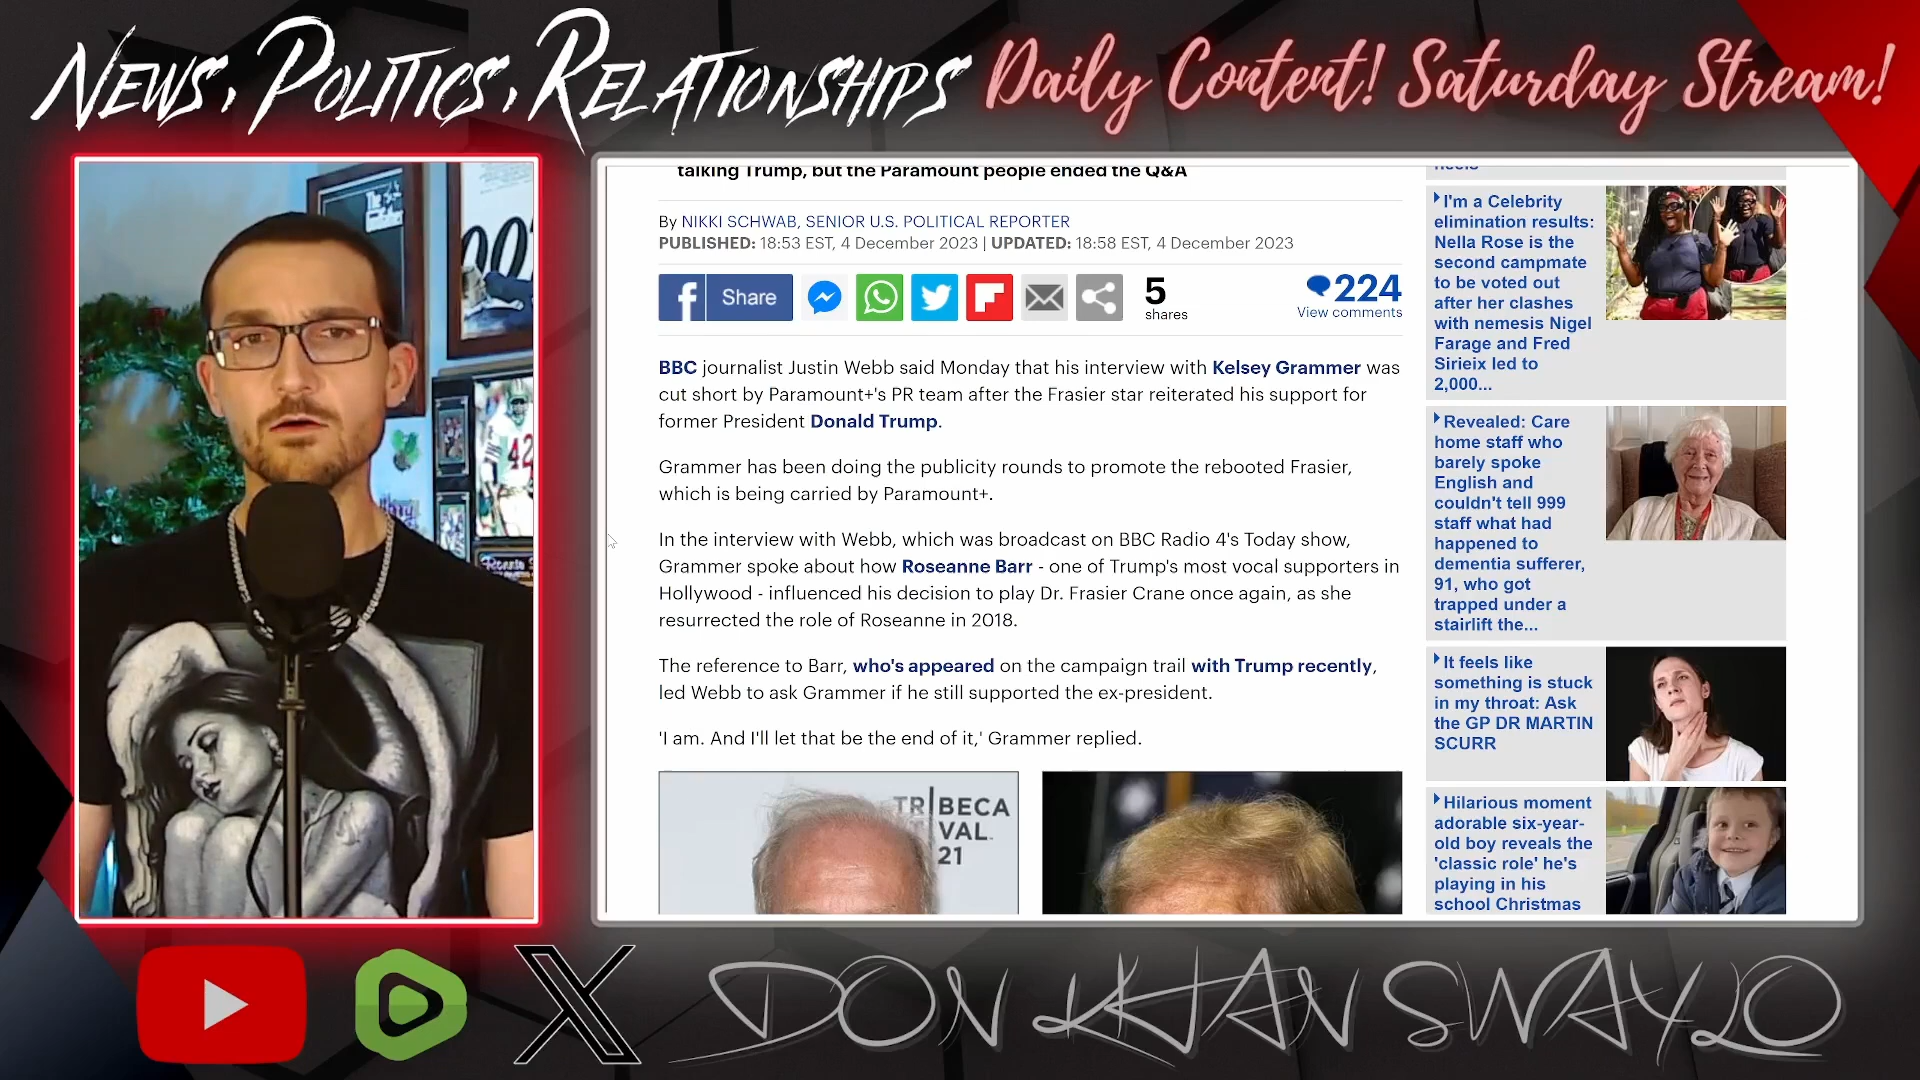 News, Politics, Relationships
Daily Content! Saturday Stream!
talking Trump, but the Paramount people ended the Q&A
By NIKKI SCHWAB, SENIOR U.S. POLITICAL REPORTER
PUBLISHED: 18:53 EST, 4 December 2023 | UPDATED: 18:58 EST, 4 December 2023
Share
5
shares
224
View comments
BBC journalist Justin Webb said Monday that his interview with Kelsey Grammer was
cut short by Paramount+'s PR team after the Frasier star reiterated his support for
former President Donald Trump.
Grammer has been doing the publicity rounds to promote the rebooted Frasier,
which is being carried by Paramount+.
In the interview with Webb, which was broadcast on BBC Radio 4's Today show,
Grammer spoke about how Roseanne Barr - one of Trump's most vocal supporters in
Hollywood - influenced his decision to play Dr. Frasier Crane once again, as she
resurrected the role of Roseanne in 2018.
The reference to Barr, who's appeared on the campaign trail with Trump recently,
led Webb to ask Grammer if he still supported the ex-president.
'I am. And I'll let that be the end of it,' Grammer replied.
TRIBECA
VAL
21
heels
I'm a Celebrity
elimination results:
Nella Rose is the
second campmate
to be voted out
after her clashes
with nemesis Nigel
Farage and Fred
Sirieix led to
2,000...
Revealed: Care
home staff who
barely spoke
English and
couldn't tell 999
staff what had
happened to
dementia sufferer,
91, who got
trapped under a
stairlift the...
It feels like
something is stuck
in my throat: Ask
the GP DR MARTIN
SCURR
Hilarious moment
adorable six-year-
old boy reveals the
'classic role' he's
playing in his
school Christmas
42
Ronnie
DON KHAN SWAYLO